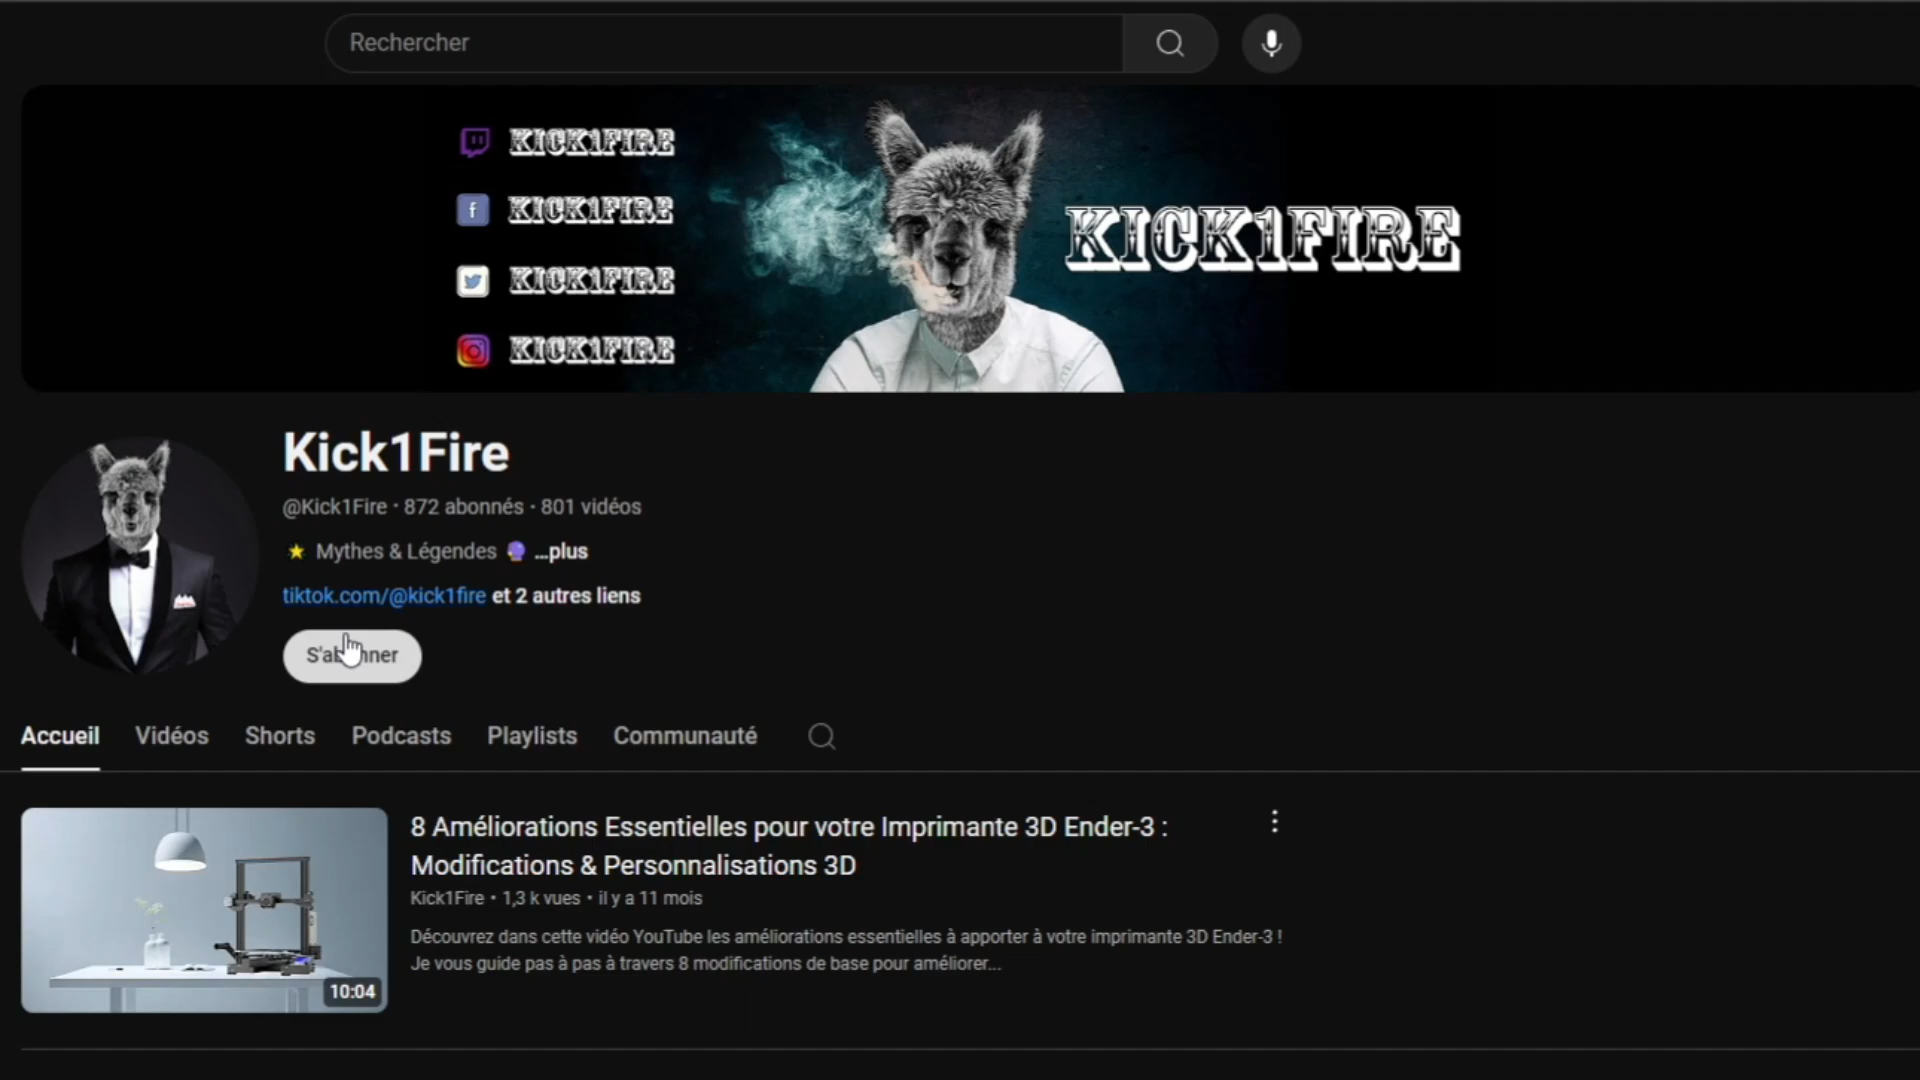 Rechercher
KICK1FIRE
KICK1FIRE
KICK1FIRE
KICK1FIRE
KICK1FIRE
Kick1Fire
@Kick1Fire • 872 abonnés • 801 vidéos
⭐ Mythes & Légendes 🔮 ...plus
tiktok.com/@kick1fire et 2 autres liens
S'abonner
Accueil Vidéos Shorts Podcasts Playlists Communauté
8 Améliorations Essentielles pour votre Imprimante 3D Ender-3 :
Modifications & Personnalisations 3D
Kick1Fire • 1,3 k vues • il y a 11 mois
Découvrez dans cette vidéo YouTube les améliorations essentielles à apporter à votre imprimante 3D Ender-3 !
Je vous guide pas à pas à travers 8 modifications de base pour améliorer...
10:04